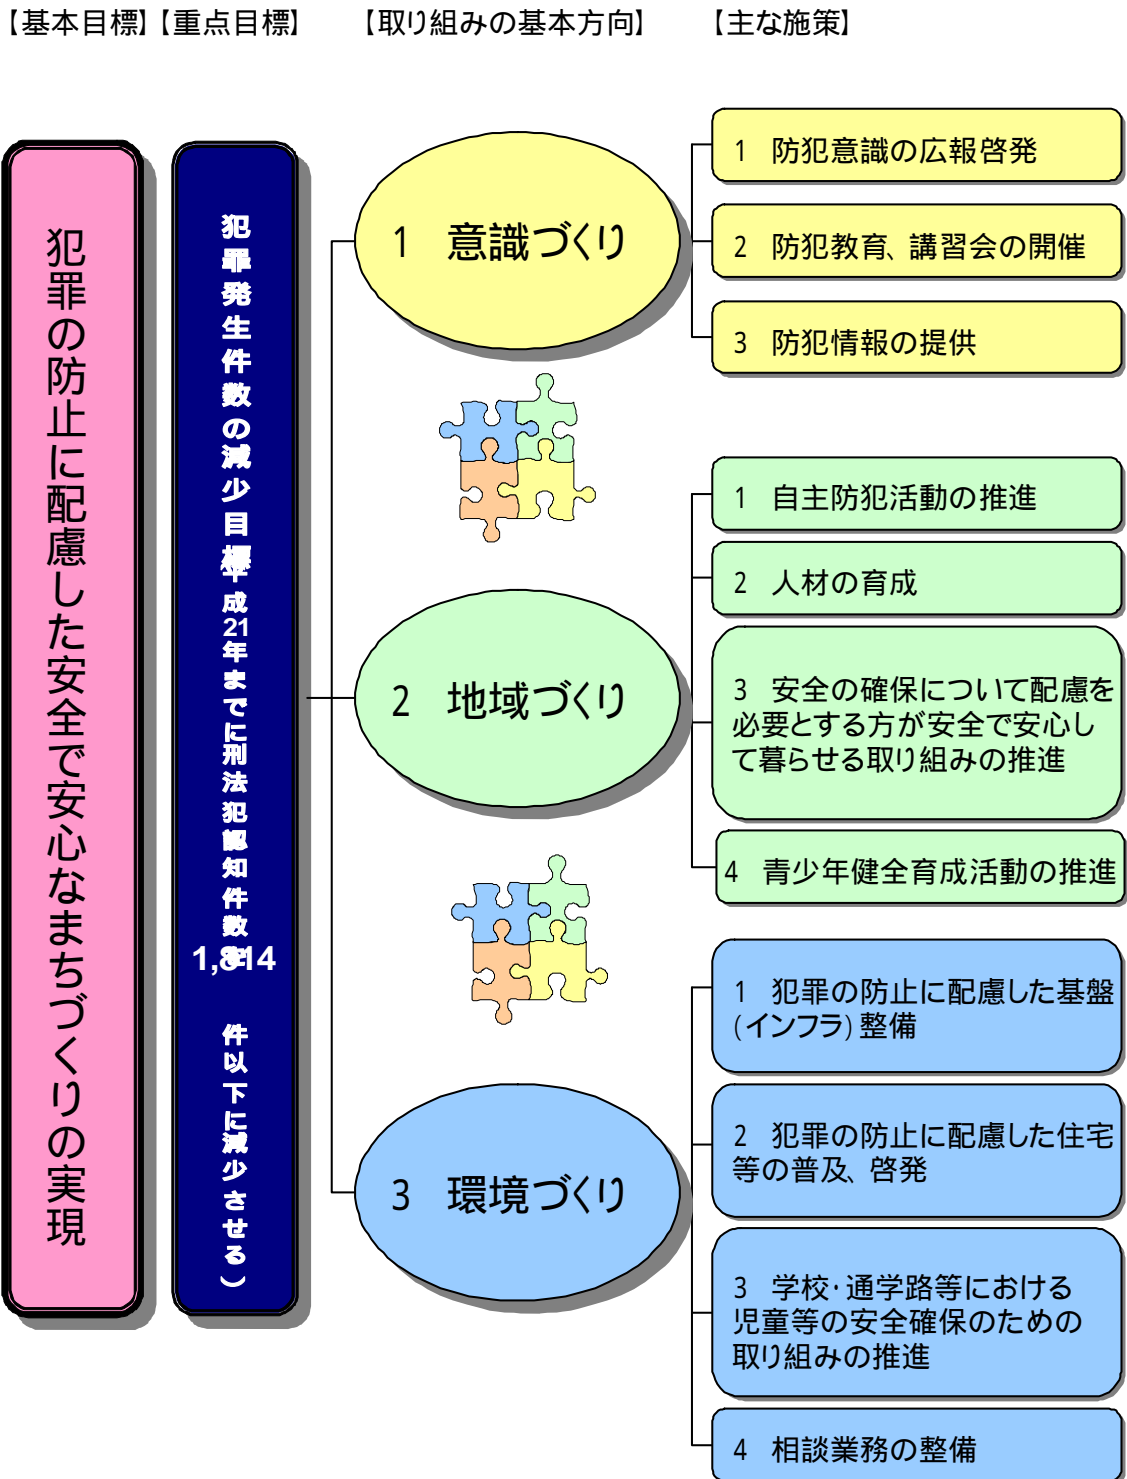 【基本目標】【重点目標】 【取り組みの基本方向】 【主な施策】
犯罪の防止に配慮した安全で安心なまちづくりの実現
犯罪発生件数の減少目標
平成21年までに刑法犯認知件数を1,814件以下に減少させる)
1 意識づくり
1 防犯意識の広報啓発
2 防犯教育、講習会の開催
3 防犯情報の提供
2 地域づくり
1 自主防犯活動の推進
2 人材の育成
3 安全の確保について配慮を
必要とする方が安全で安心し
て暮らせる取り組みの推進
4 青少年健全育成活動の推進
3 環境づくり
1 犯罪の防止に配慮した基盤
(インフラ)整備
2 犯罪の防止に配慮した住宅
等の普及、啓発
3 学校・通学路等における
児童等の安全確保のための
取り組みの推進
4 相談業務の整備